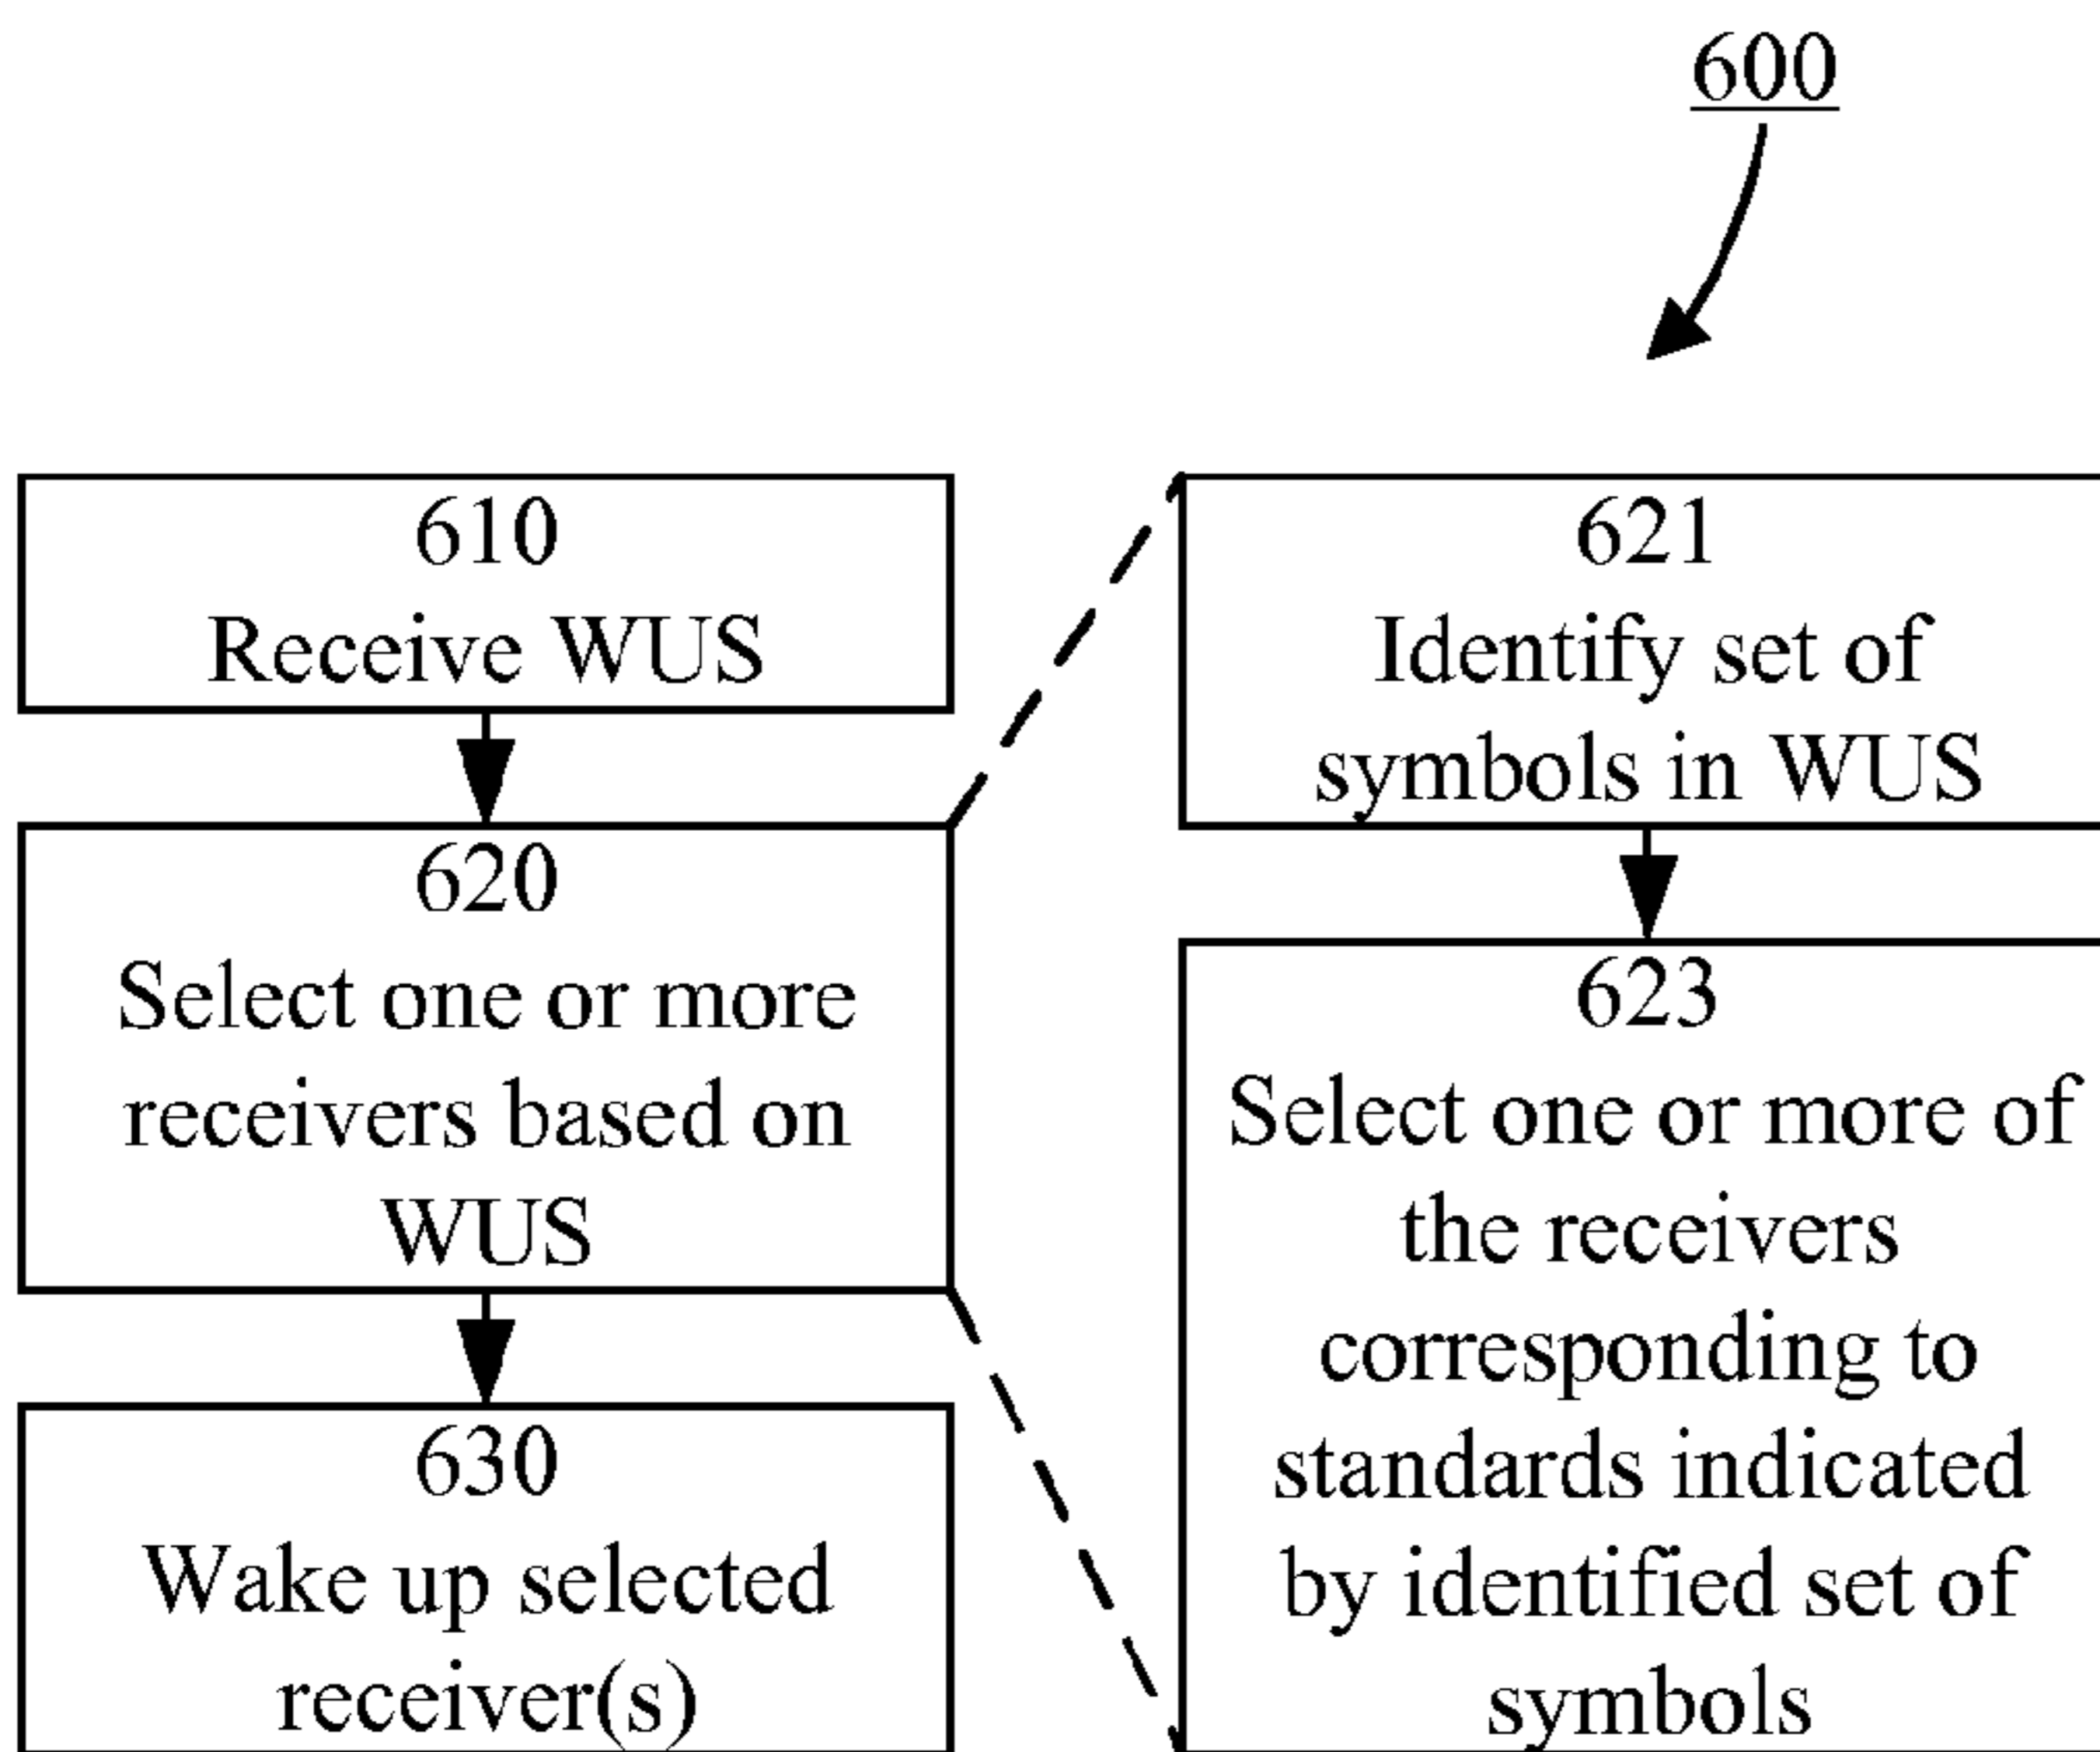 600
610
Receive WUS
620
Select one or more
receivers based on
WUS
630
Wake up selected
receiver(s)
621
Identify set of
symbols in WUS
623
Select one or more of
the receivers
corresponding to
standards indicated
by identified set of
symbols